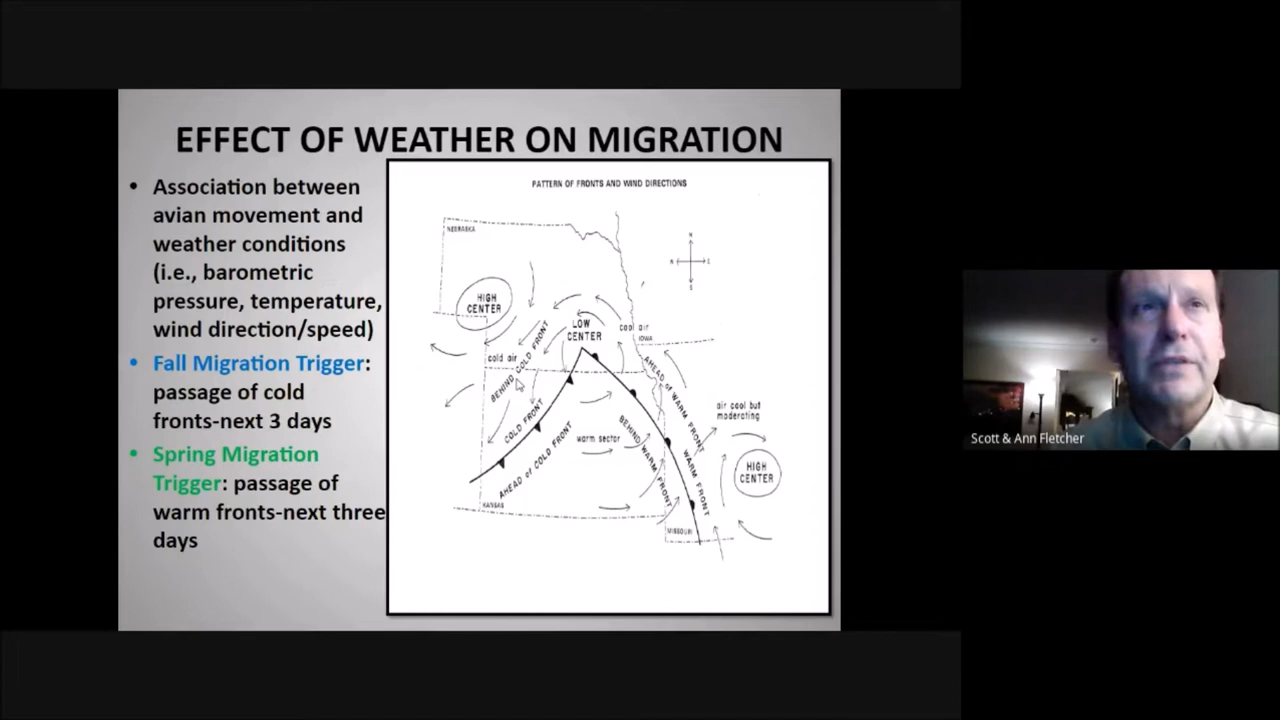 EFFECT OF WEATHER ON MIGRATION
• Association between
avian movement and
weather conditions
(i.e., barometric
pressure, temperature,
wind direction/speed)
• Fall Migration Trigger:
passage of cold
fronts-next 3 days
• Spring Migration
Trigger: passage of
warm fronts-next three
days
PATTERN OF FRONTS AND WIND DIRECTIONS
NEBRASKA
N
E
S
HIGH
CENTER
LOW
CENTER
cool air
IOWA
cold air
BEHIND COLD FRONT
COLD FRONT
AHEAD of COLD FRONT
warm sector
BEHIND WARM FRONT
WARM FRONT
AHEAD of WARM FRONT
air cool but
moderating
HIGH
CENTER
KANSAS
MISSOURI
Scott & Ann Fletcher